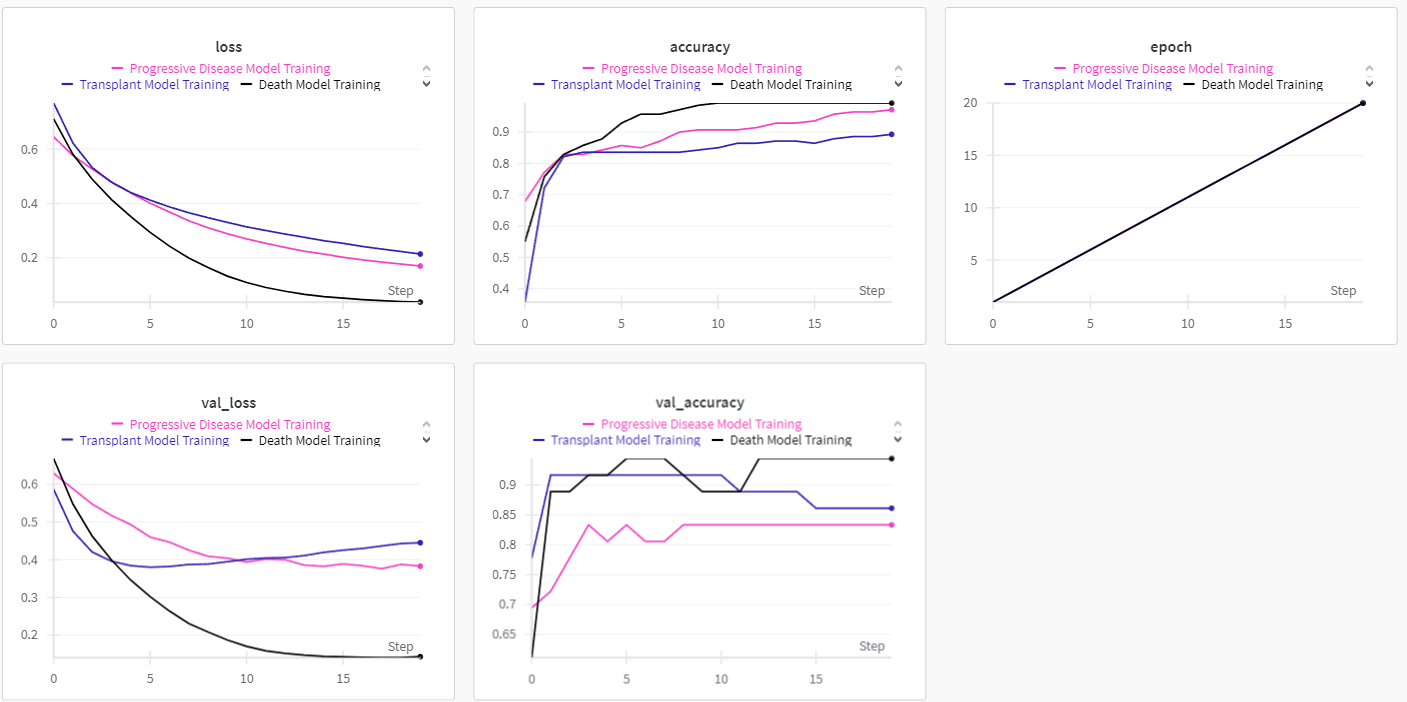 loss
Progressive Disease Model Training
Transplant Model Training Death Model Training
0.6
0.4
0.2
Step
0 5 10 15
accuracy
Progressive Disease Model Training
Transplant Model Training Death Model Training
0.9
0.8
0.7
0.6
0.5
0.4
Step
0 5 10 15
epoch
Progressive Disease Model Training
Transplant Model Training Death Model Training
20
15
10
5
Step
0 5 10 15
val_loss
Progressive Disease Model Training
Transplant Model Training Death Model Training
0.6
0.5
0.4
0.3
0.2
Step
0 5 10 15
val_accuracy
Progressive Disease Model Training
Transplant Model Training Death Model Training
0.9
0.85
0.8
0.75
0.7
0.65
Step
0 5 10 15